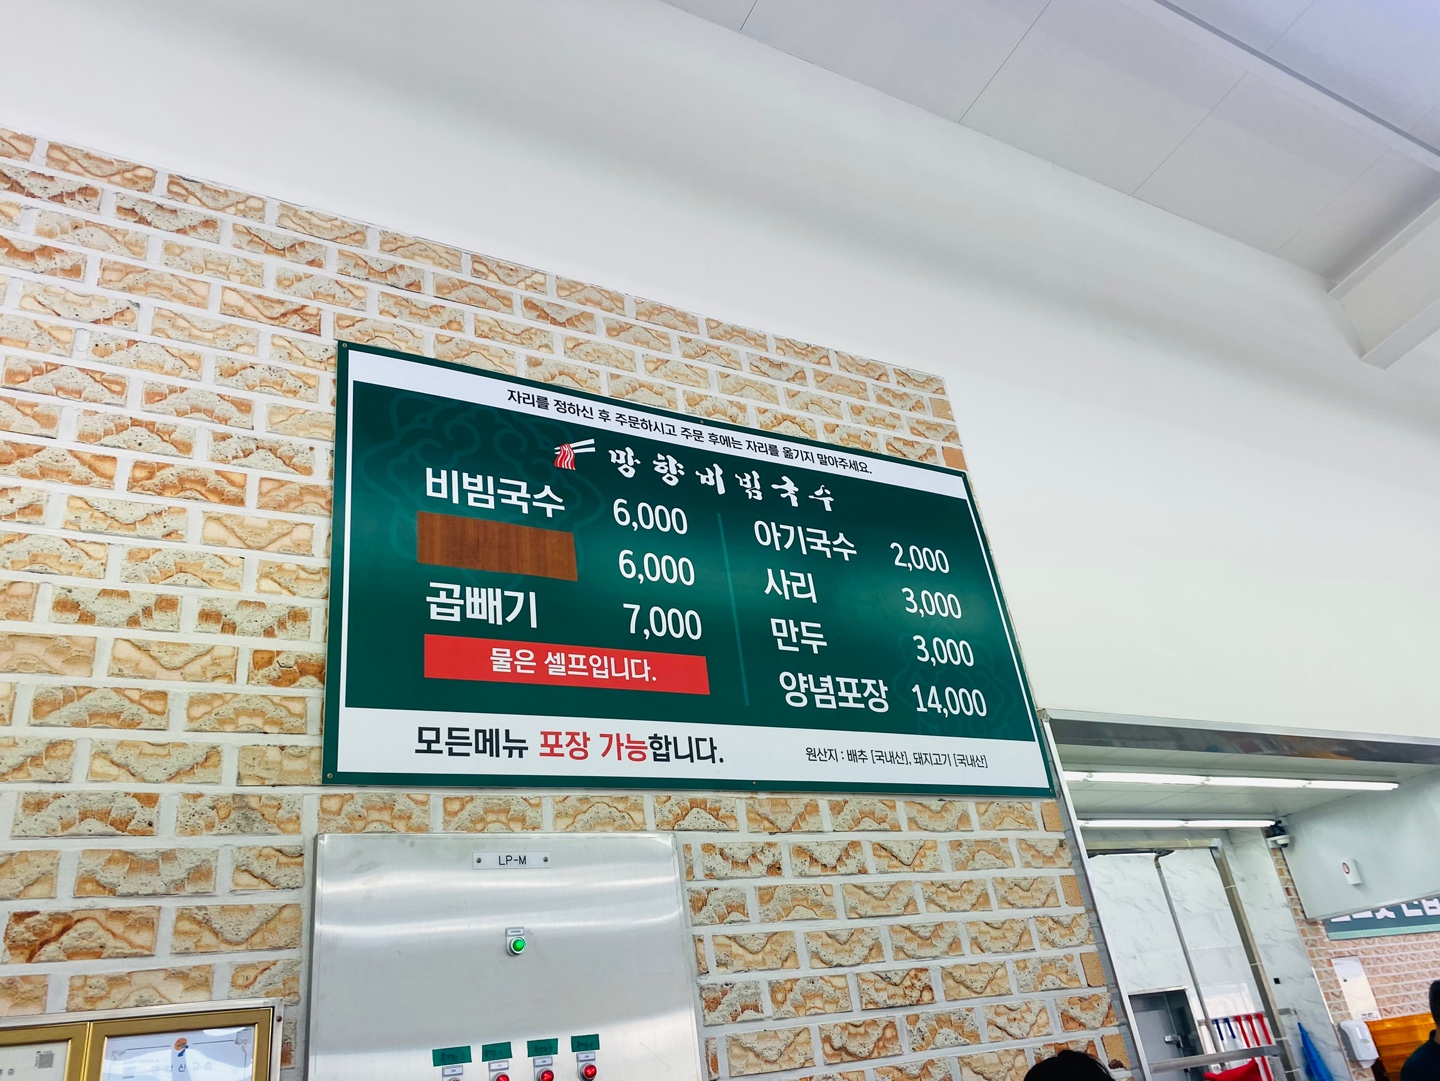 자리를 정하신 후 주문하시고 주문 후에는 자리를 옮기지 말아주세요.
망향비빔국수
비빔국수 6,000
6,000
곱빼기 7,000
물은 셀프입니다.
아기국수 2,000
사리 3,000
만두 3,000
양념포장 14,000
모든메뉴 포장 가능합니다.
원산지 : 배추 [국내산], 돼지고기 [국내산]
LP-M